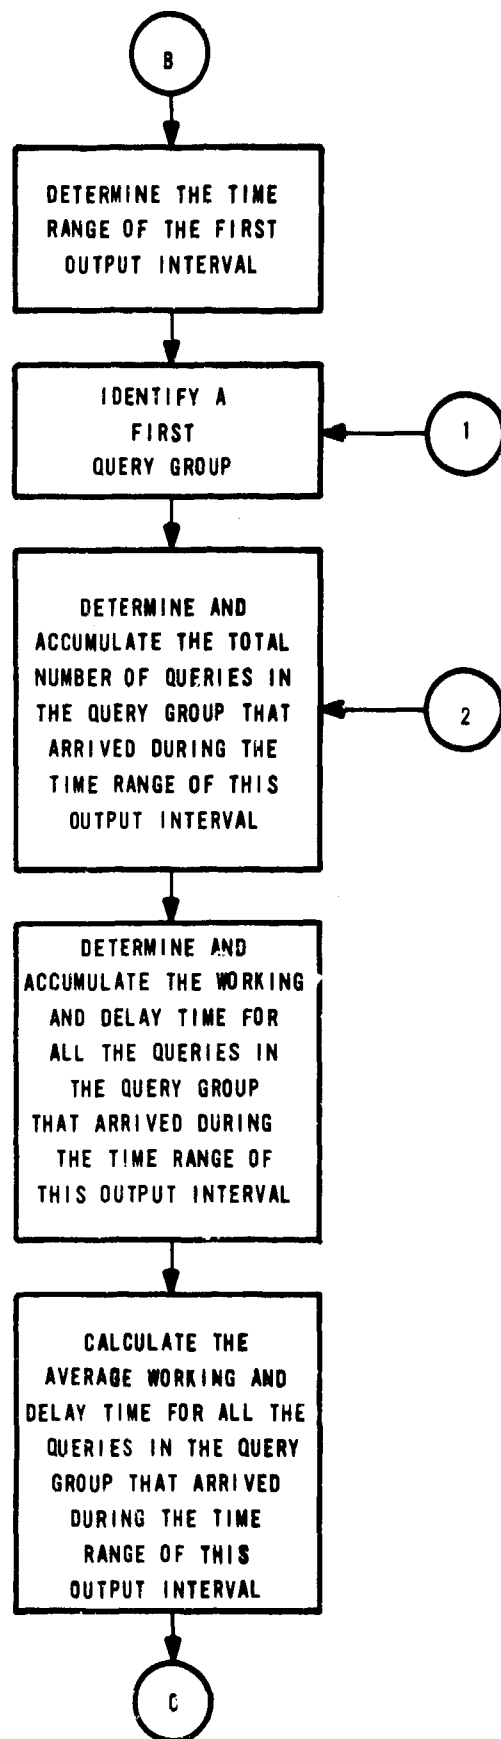 B
DETERMINE THE TIME
RANGE OF THE FIRST
OUTPUT INTERVAL
IDENTIFY A
FIRST
QUERY GROUP
1
DETERMINE AND
ACCUMULATE THE TOTAL
NUMBER OF QUERIES IN
THE QUERY GROUP THAT
ARRIVED DURING THE
TIME RANGE OF THIS
OUTPUT INTERVAL
2
DETERMINE AND
ACCUMULATE THE WORKING
AND DELAY TIME FOR
ALL THE QUERIES IN
THE QUERY GROUP
THAT ARRIVED DURING
THE TIME RANGE OF
THIS OUTPUT INTERVAL
CALCULATE THE
AVERAGE WORKING AND
DELAY TIME FOR ALL THE
QUERIES IN THE QUERY
GROUP THAT ARRIVED
DURING THE TIME
RANGE OF THIS
OUTPUT INTERVAL
C